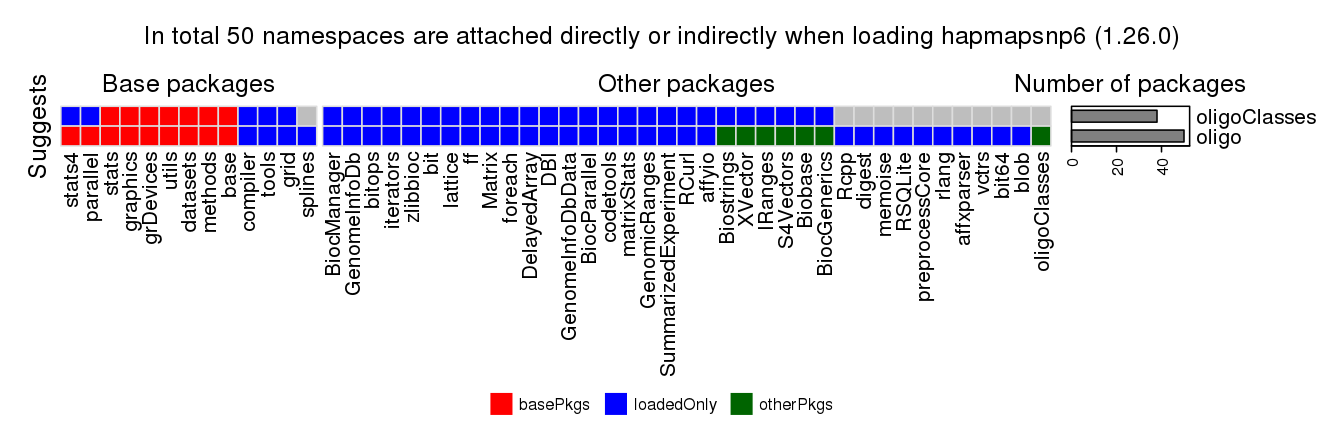 In total 50 namespaces are attached directly or indirectly when loading hapmapsnp6 (1.26.0)
Base packages
Other packages
Number of packages
Suggests
oligoClasses
oligo
0
20
40
stats4
parallel
stats
graphics
grDevices
utils
datasets
methods
base
compiler
tools
grid
splines
BiocManager
GenomeInfoDb
bitops
iterators
zlibbioc
bit
lattice
ff
Matrix
foreach
DelayedArray
DBI
GenomeInfoDbData
BiocParallel
codetools
matrixStats
GenomicRanges
SummarizedExperiment
RCurl
affyio
Biostrings
XVector
IRanges
S4Vectors
Biobase
BiocGenerics
Rcpp
digest
memoise
RSQLite
preprocessCore
rlang
affxparser
vctrs
bit64
blob
oligoClasses
basePkgs
loadedOnly
otherPkgs